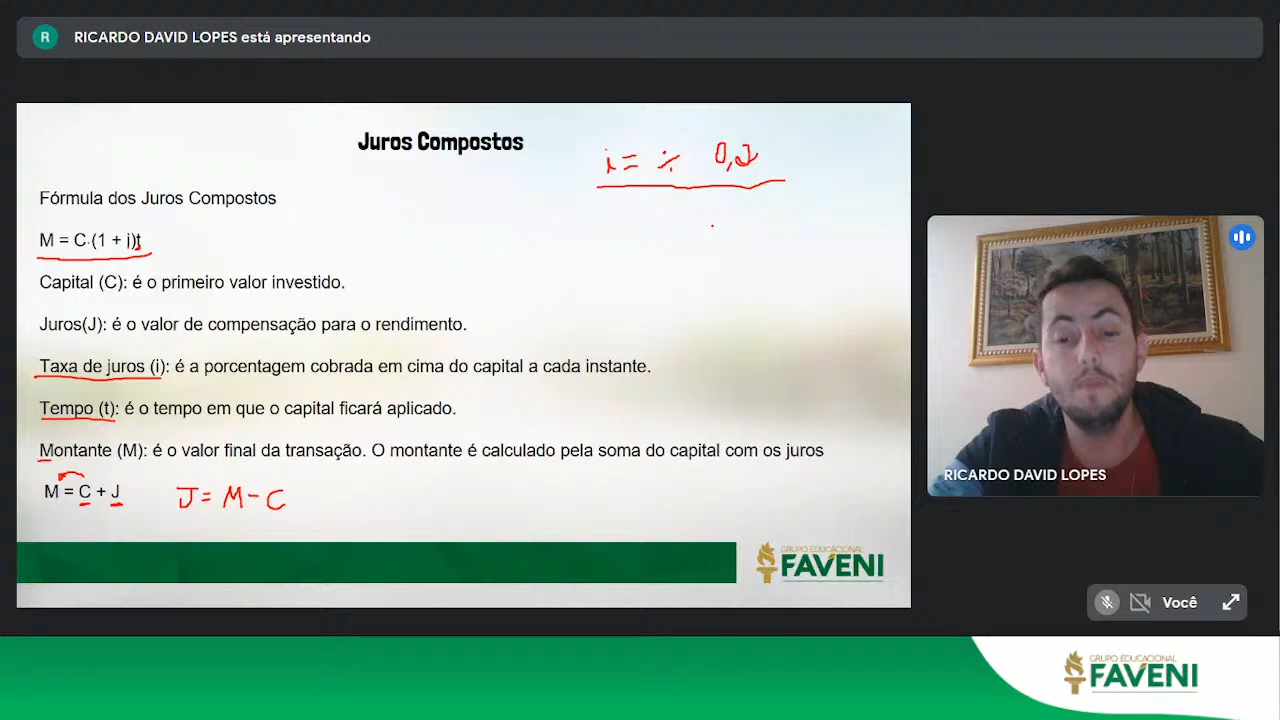 R RICARDO DAVID LOPES está apresentando
Juros Compostos
i = ÷ 0,2
Fórmula dos Juros Compostos
M = C·(1 + i)t
Capital (C): é o primeiro valor investido.
Juros(J): é o valor de compensação para o rendimento.
Taxa de juros (i): é a porcentagem cobrada em cima do capital a cada instante.
Tempo (t): é o tempo em que o capital ficará aplicado.
Montante (M): é o valor final da transação. O montante é calculado pela soma do capital com os juros
M = C + J J = M - C
GRUPO EDUCACIONAL
FAVENI
RICARDO DAVID LOPES
Você
GRUPO EDUCACIONAL
FAVENI